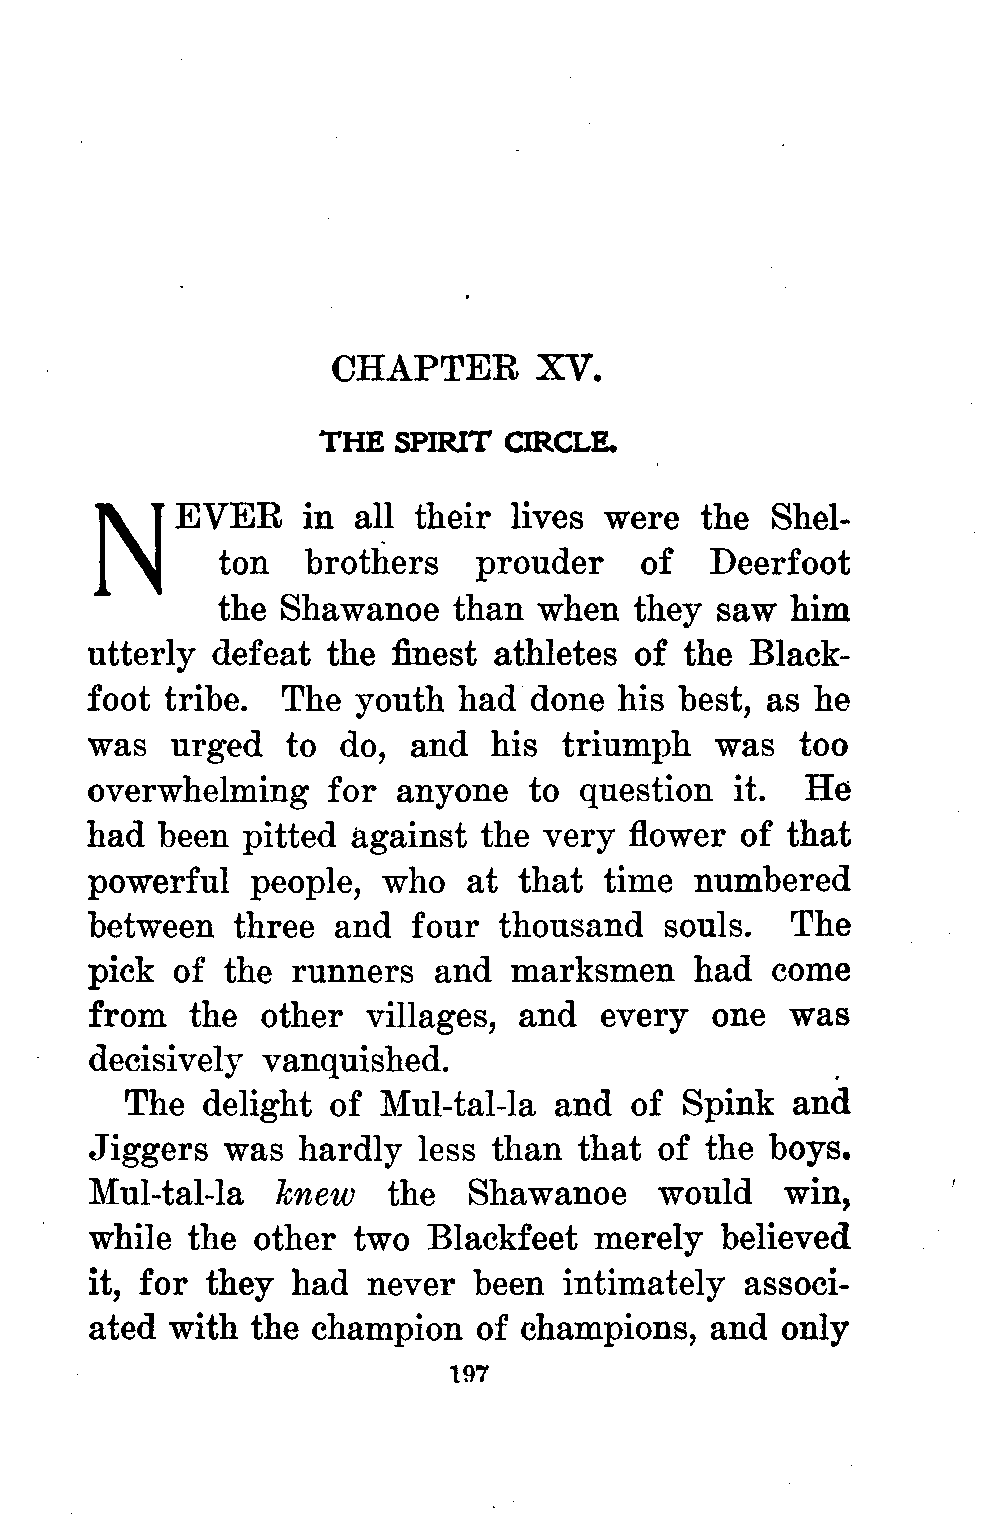 CHAPTER XV.
THE SPIRIT CIRCLE.
NEVER in all their lives were the Shel-
ton brothers prouder of Deerfoot
the Shawanoe than when they saw him
utterly defeat the finest athletes of the Black-
foot tribe. The youth had done his best, as he
was urged to do, and his triumph was too
overwhelming for anyone to question it. He
had been pitted against the very flower of that
powerful people, who at that time numbered
between three and four thousand souls. The
pick of the runners and marksmen had come
from the other villages, and every one was
decisively vanquished.
The delight of Mul-tal-la and of Spink and
Jiggers was hardly less than that of the boys.
Mul-tal-la knew the Shawanoe would win,
while the other two Blackfeet merely believed
it, for they had never been intimately associ-
ated with the champion of champions, and only
197